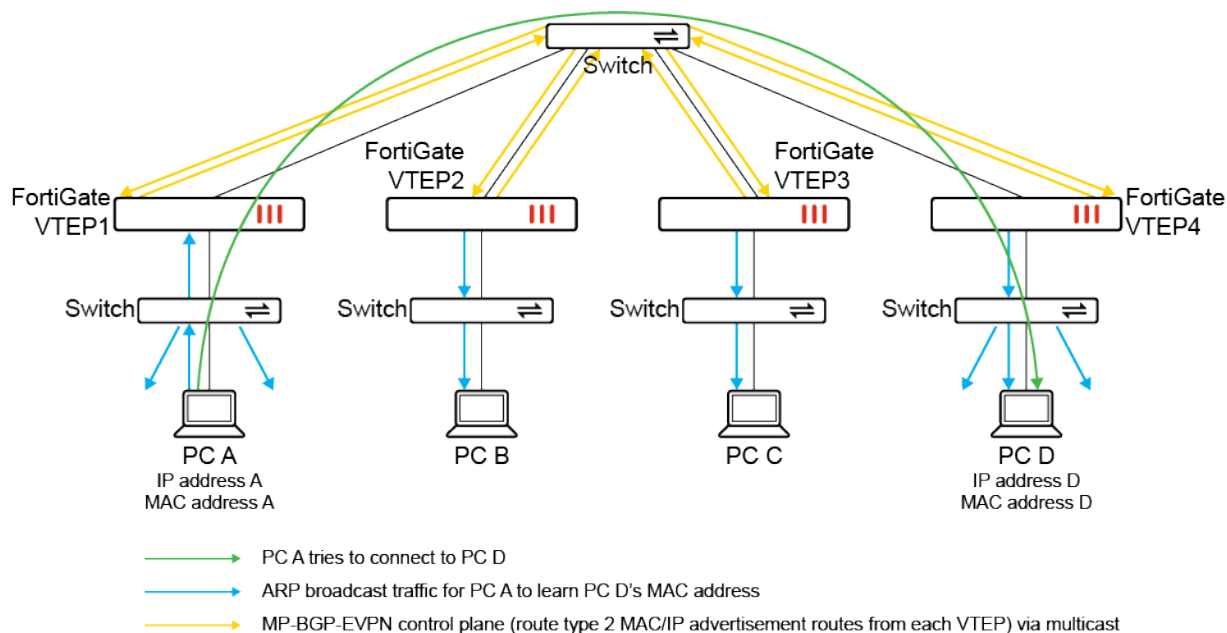 Switch
FortiGate
VTEP2
FortiGate
VTEP3
FortiGate
VTEP1
FortiGate
VTEP4
Switch
Switch
Switch
Switch
PC A
IP address A
MAC address A
PC B
PC C
PC D
IP address D
MAC address D
PC A tries to connect to PC D
ARP broadcast traffic for PC A to learn PC D's MAC address
MP-BGP-EVPN control plane (route type 2 MAC/IP advertisement routes from each VTEP) via multicast